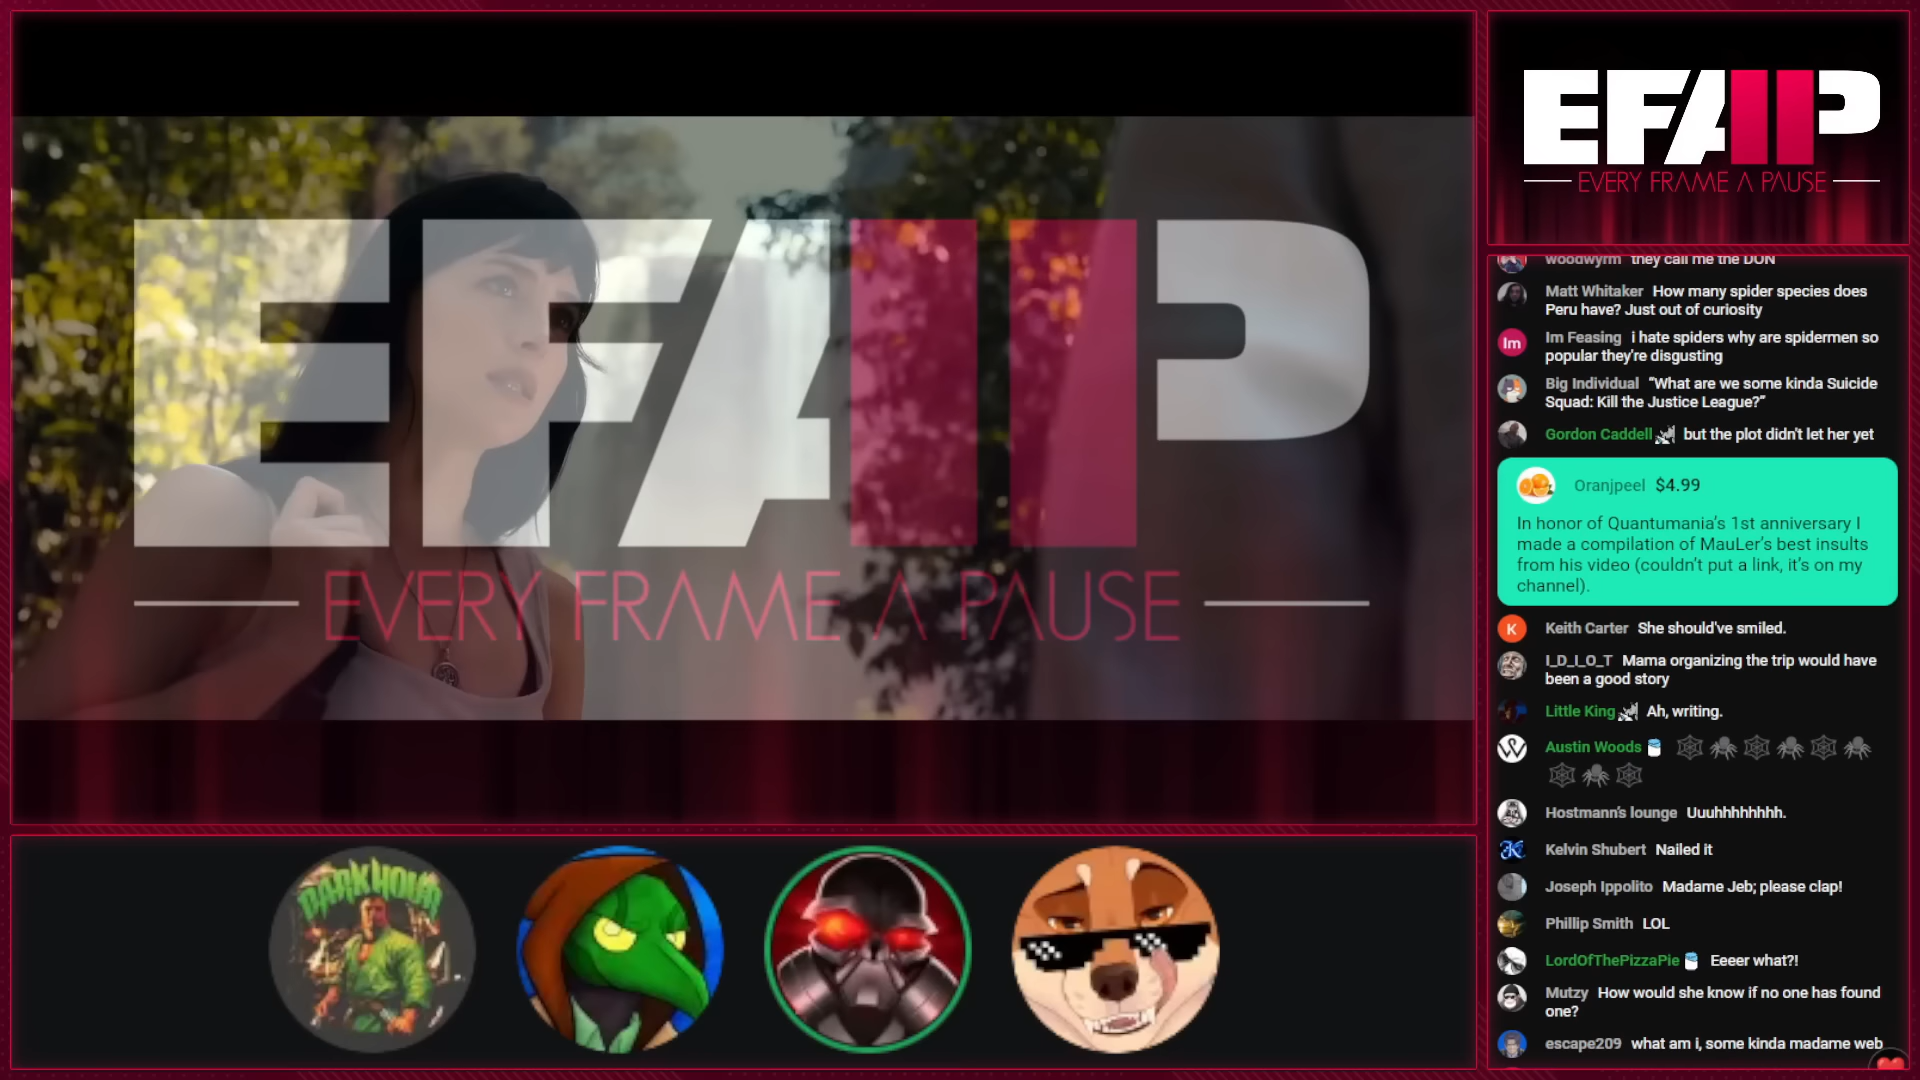 EFAP
EVERY FRAME A PAUSE
EFAP
EVERY FRAME A PAUSE
woodwyrm they call me the DON
Matt Whitaker How many spider species does
Peru have? Just out of curiosity
Im
Im Feasing i hate spiders why are spidermen so
popular they're disgusting
Big Individual “What are we some kinda Suicide
Squad: Kill the Justice League?”
Gordon Caddell but the plot didn't let her yet
Oranjpeel $4.99
In honor of Quantumania's 1st anniversary I
made a compilation of MauLer's best insults
from his video (couldn't put a link, it's on my
channel).
K
Keith Carter She should've smiled.
I_D_I_O_T Mama organizing the trip would have
been a good story
Little King Ah, writing.
Austin Woods
Hostmann's lounge Uuuhhhhhhhh.
Kelvin Shubert Nailed it
Joseph Ippolito Madame Jeb; please clap!
Phillip Smith LOL
LordOfThePizzaPie Eeeer what?!
Mutzy How would she know if no one has found
one?
escape209 what am i, some kinda madame web
DARK HOUR